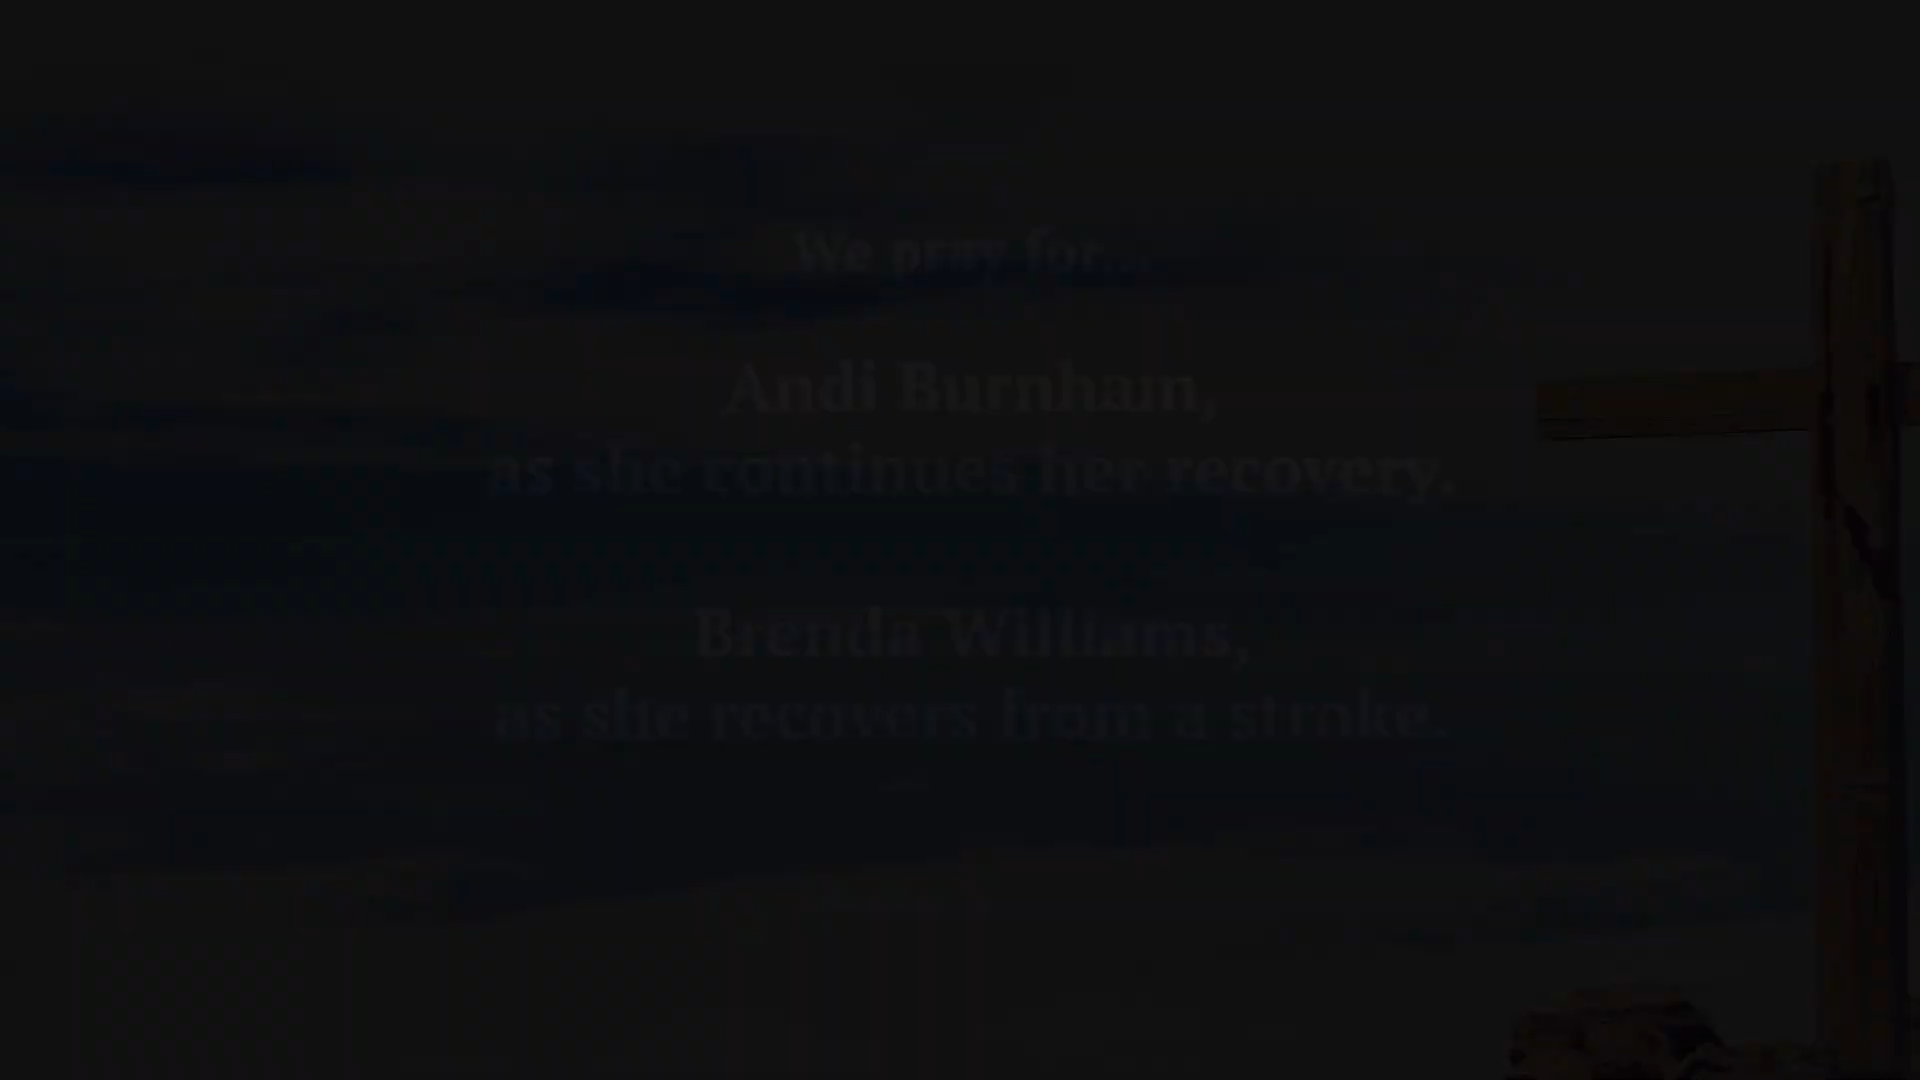 We pray for...
Andi Burnham,
as she continues her recovery.
Brenda Williams,
as she recovers from a stroke.